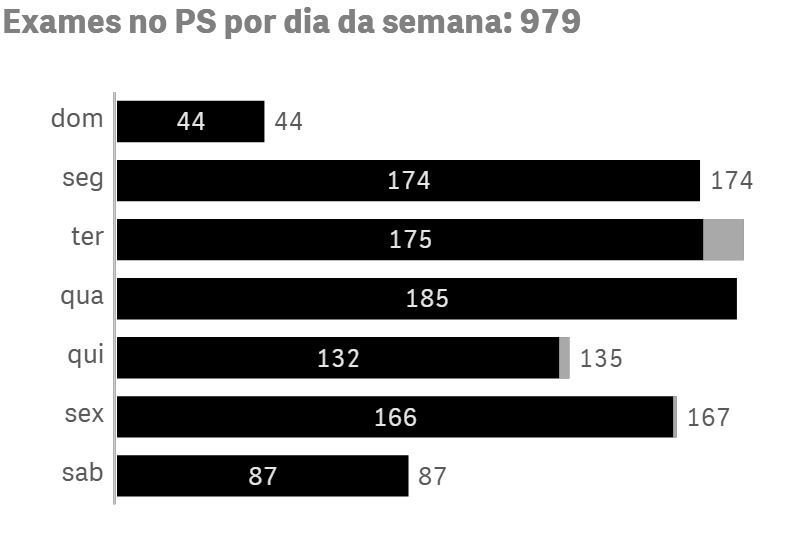 Exames no PS por dia da semana: 979
dom 44 44
seg 174 174
ter 175
qua 185
qui 132 135
sex 166 167
sab 87 87